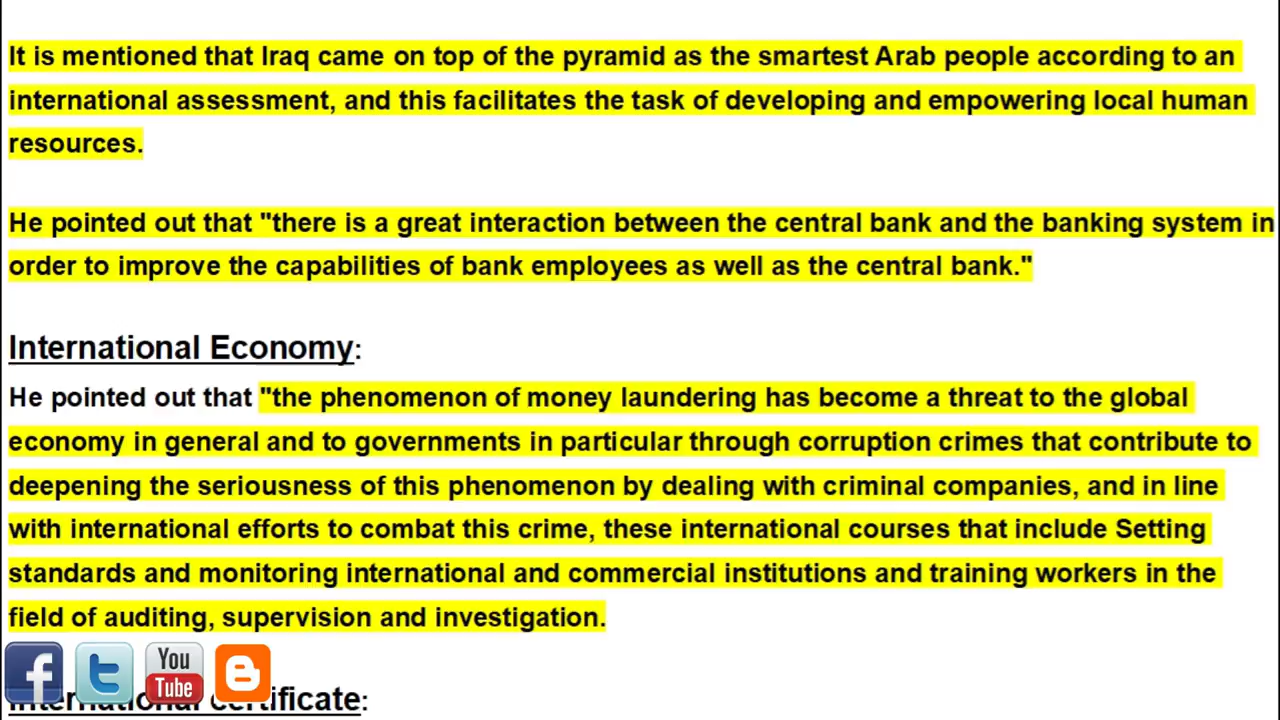 It is mentioned that Iraq came on top of the pyramid as the smartest Arab people according to an
international assessment, and this facilitates the task of developing and empowering local human
resources.
He pointed out that "there is a great interaction between the central bank and the banking system in
order to improve the capabilities of bank employees as well as the central bank."
International Economy:
He pointed out that "the phenomenon of money laundering has become a threat to the global
economy in general and to governments in particular through corruption crimes that contribute to
deepening the seriousness of this phenomenon by dealing with criminal companies, and in line
with international efforts to combat this crime, these international courses that include Setting
standards and monitoring international and commercial institutions and training workers in the
field of auditing, supervision and investigation.
f t You Tube B
International certificate: